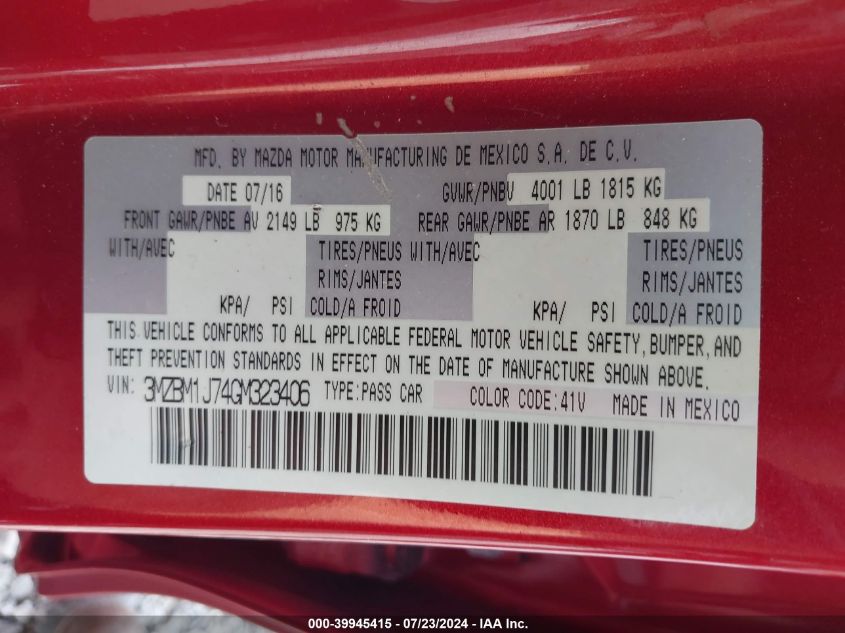 MFD. BY MAZDA MOTOR MANUFACTURING DE MEXICO S.A. DE C.V.
DATE 07/16 GVWR/PNBV 4001 LB 1815 KG
FRONT GAWR/PNBE AV 2149 LB 975 KG REAR GAWR/PNBE AR 1870 LB 848 KG
WITH/AVEC TIRES/PNEUS WITH/AVEC TIRES/PNEUS
RIMS/JANTES RIMS/JANTES
KPA/ PSI COLD/A FROID KPA/ PSI COLD/A FROID
THIS VEHICLE CONFORMS TO ALL APPLICABLE FEDERAL MOTOR VEHICLE SAFETY, BUMPER, AND
THEFT PREVENTION STANDARDS IN EFFECT ON THE DATE OF MANUFACTURE SHOWN ABOVE.
VIN: 3MZBM1J74GM323406 TYPE:PASS CAR COLOR CODE:41V MADE IN MEXICO
000-39945415 - 07/23/2024 - IAA Inc.